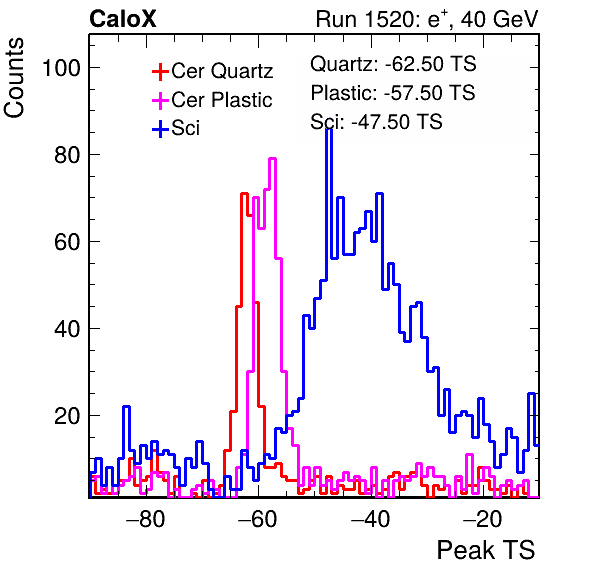 CaloX Run 1520: e⁺, 40 GeV
Counts
100
80
60
40
20
Cer Quartz
Cer Plastic
Sci
Quartz: -62.50 TS
Plastic: -57.50 TS
Sci: -47.50 TS
−80 −60 −40 −20
Peak TS